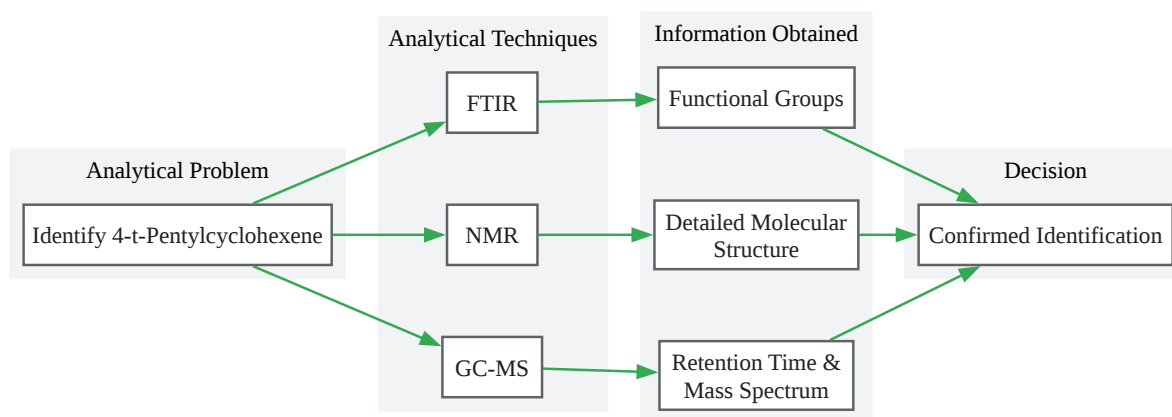 Analytical Problem
Identify 4-t-Pentylcyclohexene
Analytical Techniques
FTIR
NMR
GC-MS
Information Obtained
Functional Groups
Detailed Molecular
Structure
Retention Time &
Mass Spectrum
Decision
Confirmed Identification